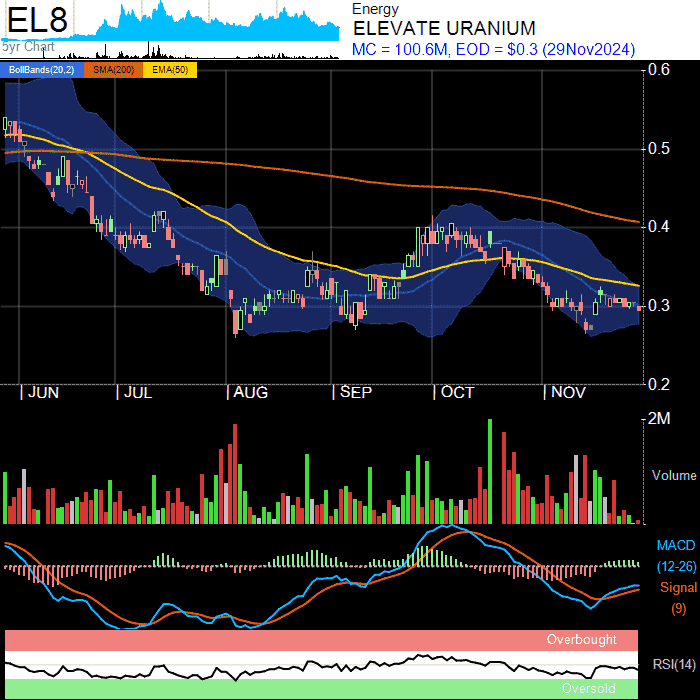 EL8
5yr Chart
Energy
ELEVATE URANIUM
MC = 100.6M, EOD = $0.3 (29Nov2024)
BollBands(20,2) SMA(200) EMA(50)
0.6
0.5
0.4
0.3
0.2
JUN JUL AUG SEP OCT NOV
2M
Volume
MACD
(12-26)
Signal
(9)
Overbought
RSI(14)
Oversold